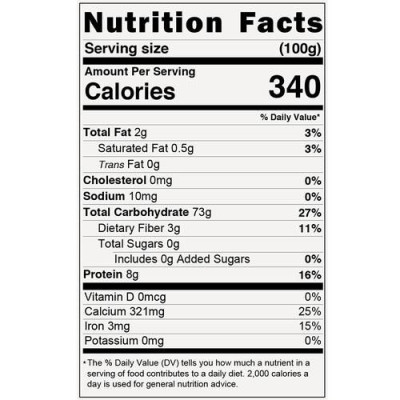 Nutrition Facts
Serving size (100g)
Amount Per Serving
Calories 340
% Daily Value*
Total Fat 2g 3%
Saturated Fat 0.5g 3%
Trans Fat 0g
Cholesterol 0mg 0%
Sodium 10mg 0%
Total Carbohydrate 73g 27%
Dietary Fiber 3g 11%
Total Sugars 0g
Includes 0g Added Sugars 0%
Protein 8g 16%
Vitamin D 0mcg 0%
Calcium 321mg 25%
Iron 3mg 15%
Potassium 0mg 0%
*The % Daily Value (DV) tells you how much a nutrient in a
serving of food contributes to a daily diet. 2,000 calories a
day is used for general nutrition advice.